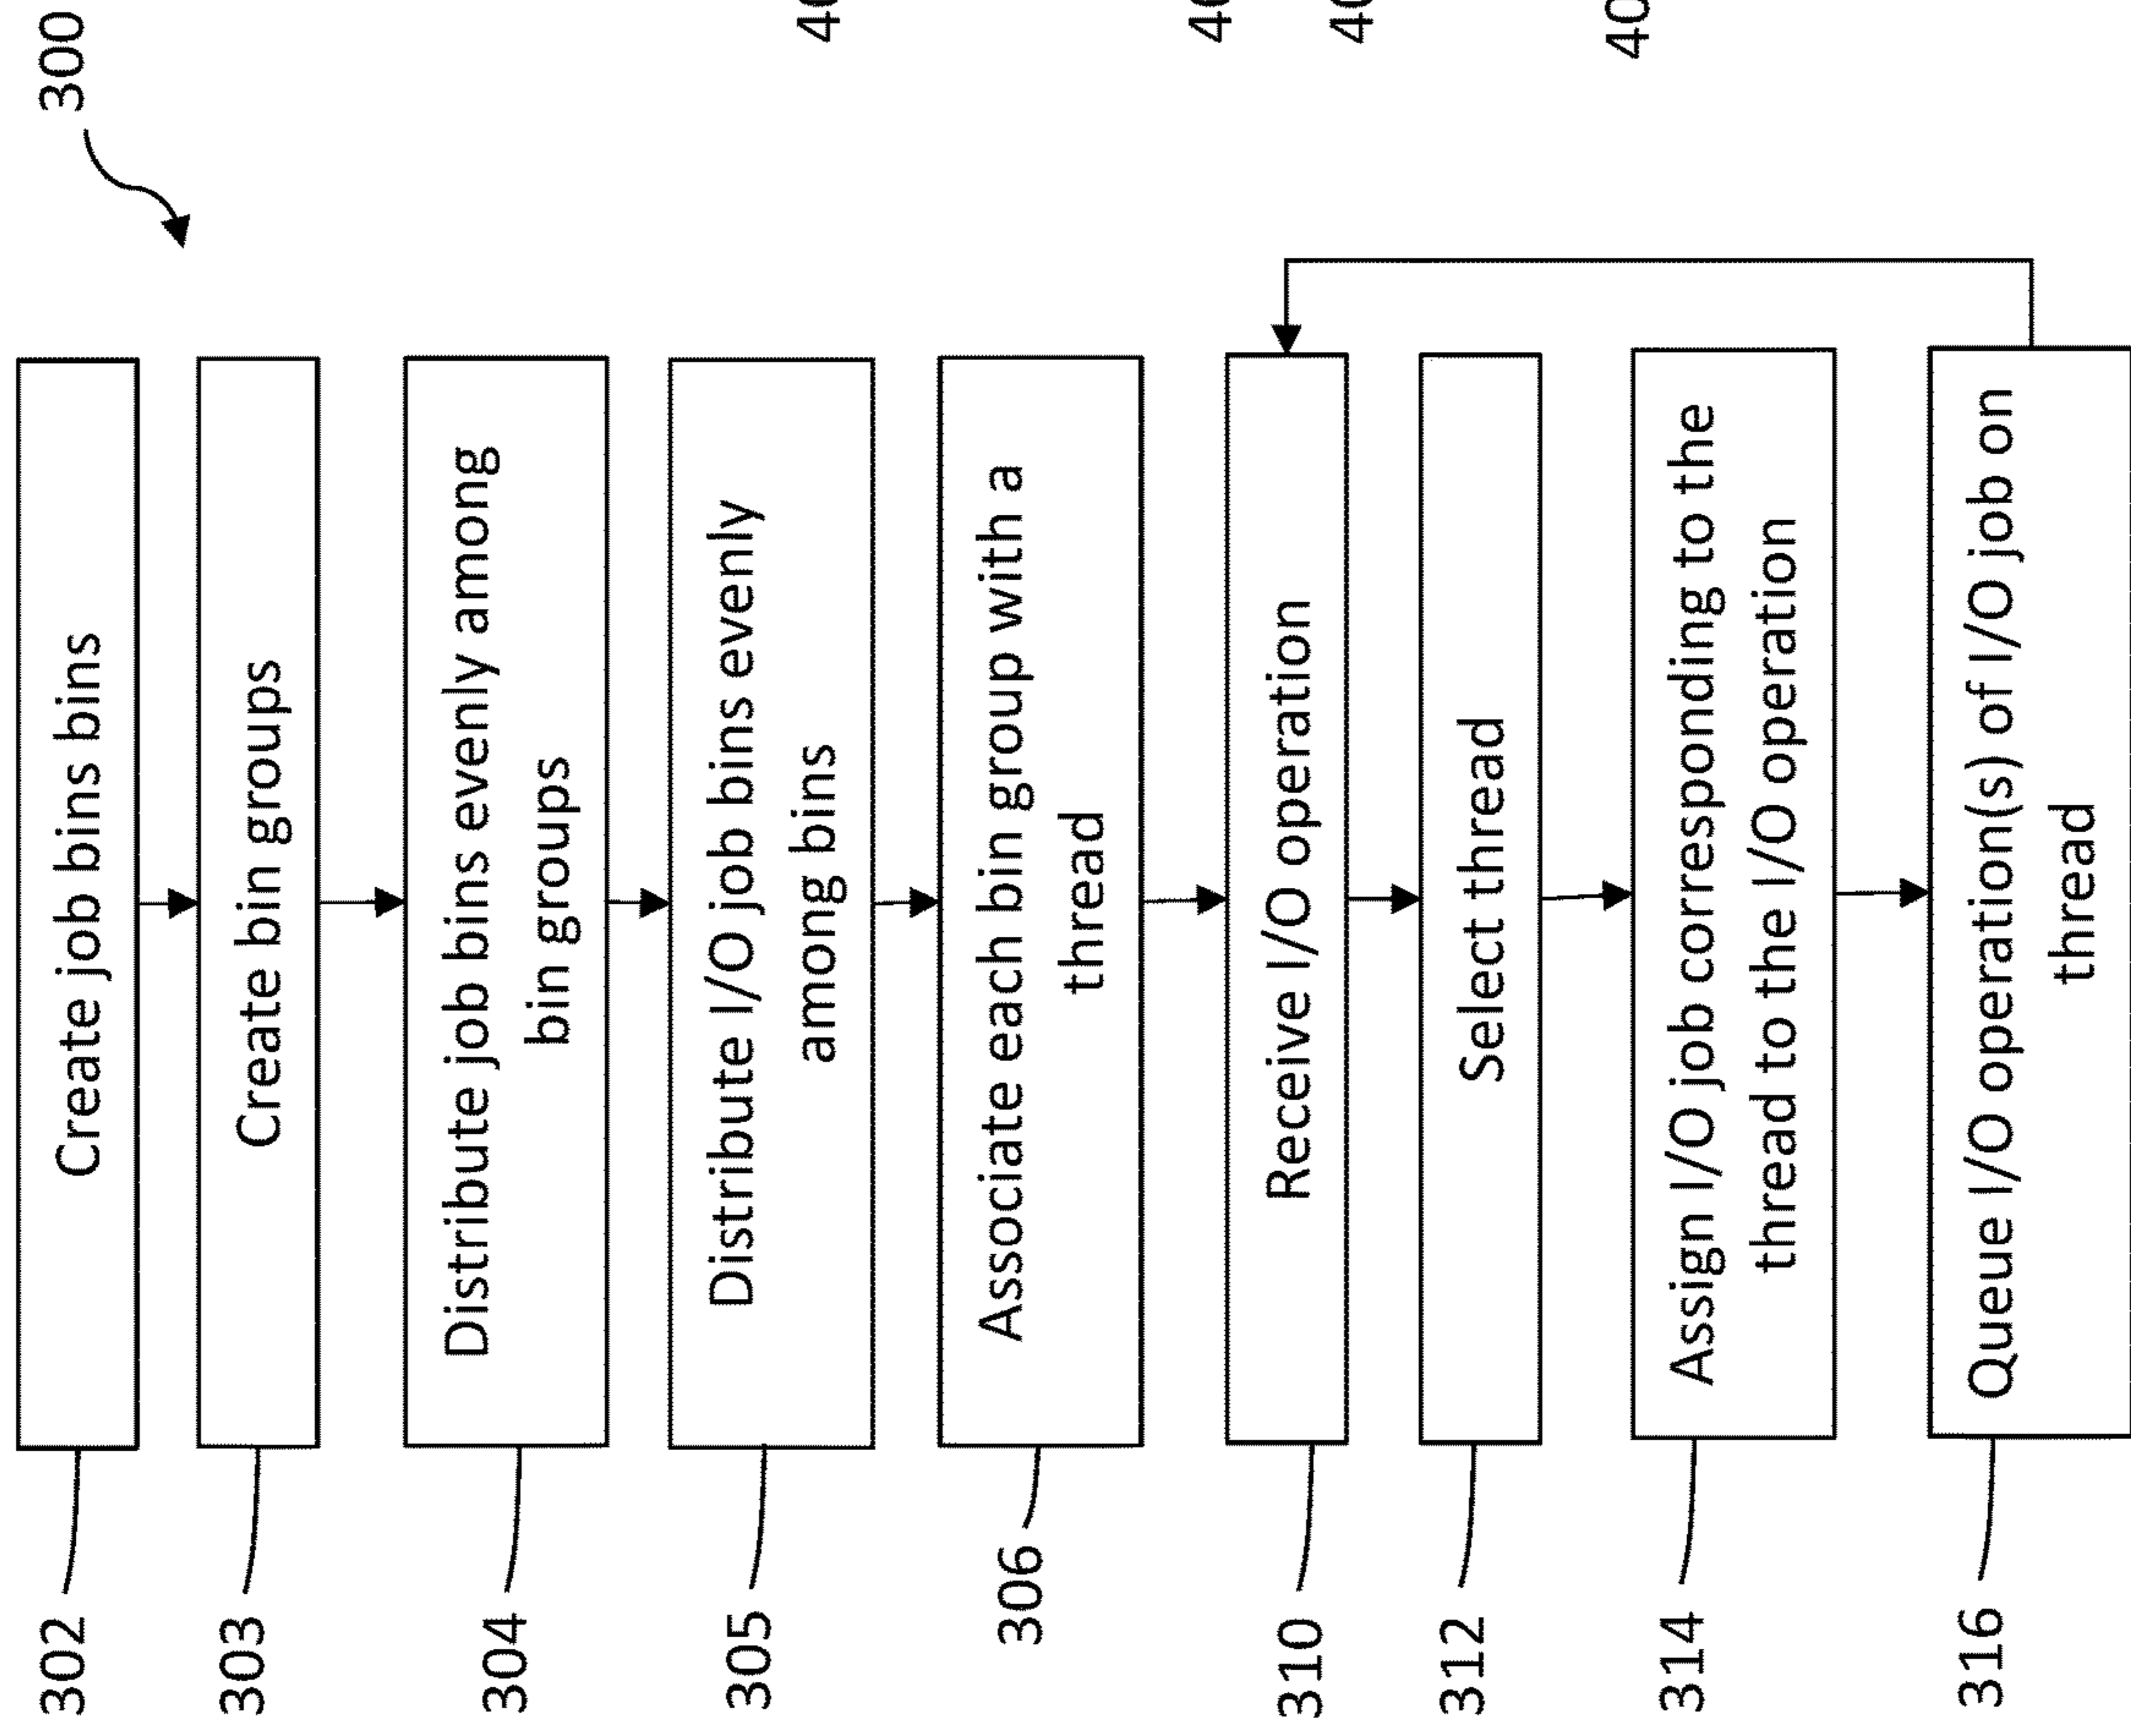 300
302
Create job bins bins
303
Create bin groups
304
Distribute job bins evenly among
bin groups
305
Distribute I/O job bins evenly
among bins
306
Associate each bin group with a
thread
310
Receive I/O operation
312
Select thread
314
Assign I/O job corresponding to the
thread to the I/O operation
316
Queue I/O operation(s) of I/O job on
thread